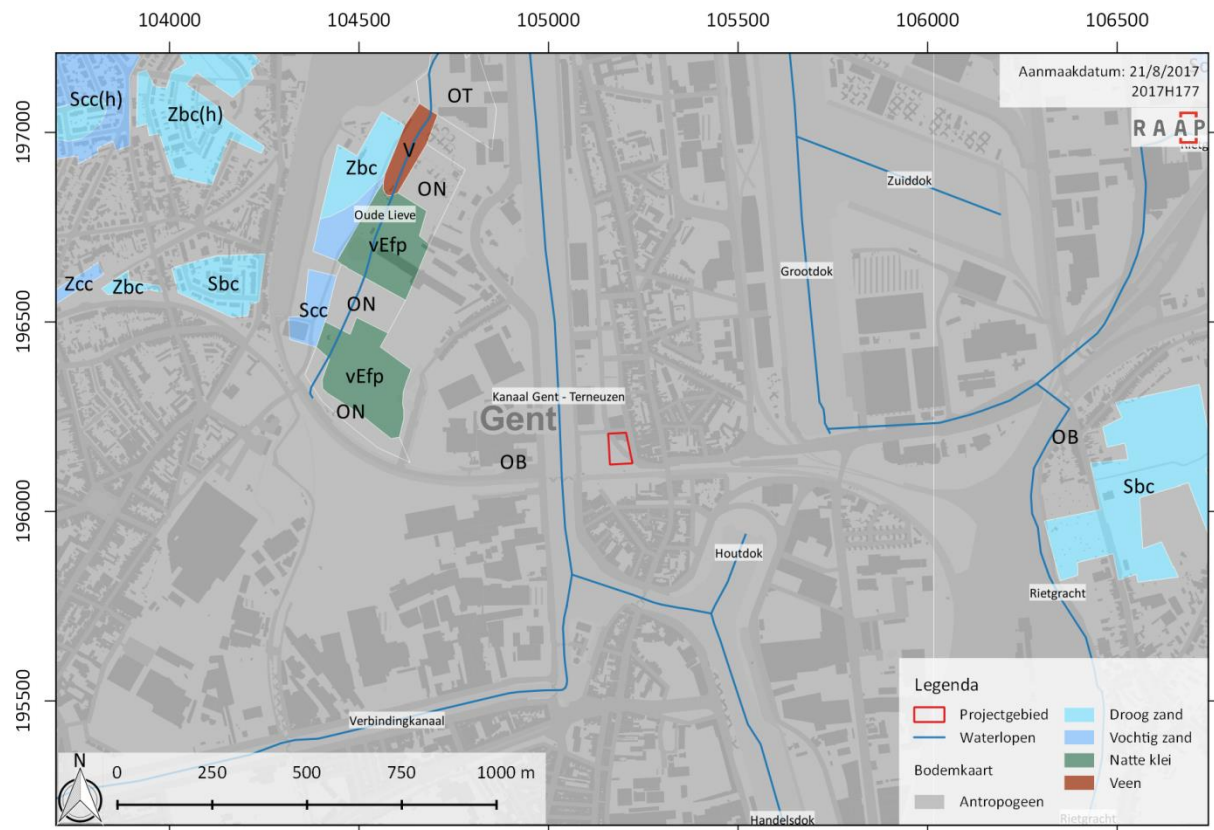 104000 104500 105000 105500 106000 106500
197000
196500
196000
195500
Aanmaakdatum: 21/8/2017
2017H177
RAAP
Scc(h)
Zbc(h)
OT
V
Zbc
ON
Oude Lieve
vEfp
Zuiddok
Grootdok
Zcc
Zbc
Sbc
Scc
ON
vEfp
ON
Kanaal Gent - Terneuzen
Gent
OB
OB
Sbc
Houtdok
Rietgracht
Verbindingkanaal
Handelsdok
Rietgracht
N
0 250 500 750 1000 m
Legenda
Projectgebied
Waterlopen
Bodemkaart
Antropogeen
Droog zand
Vochtig zand
Natte klei
Veen